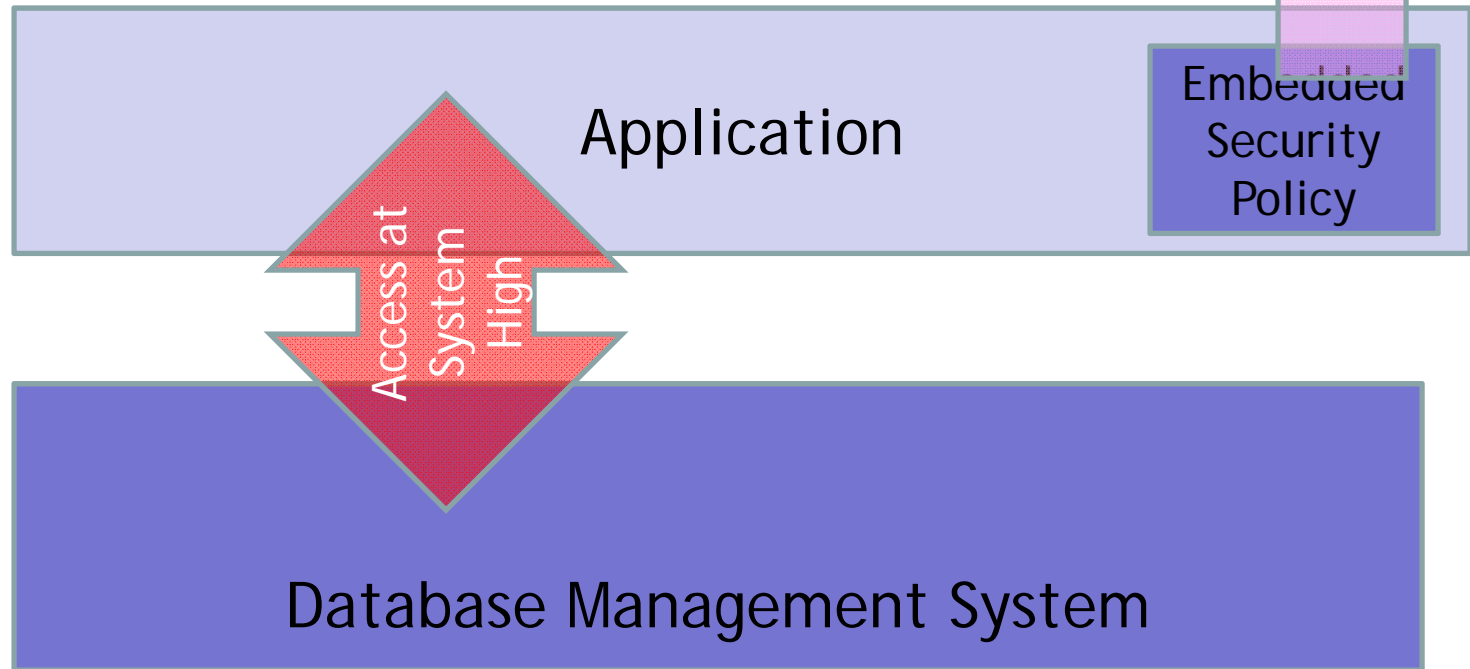 Application
Embedded
Security
Policy
Access at
System
High
Database Management System